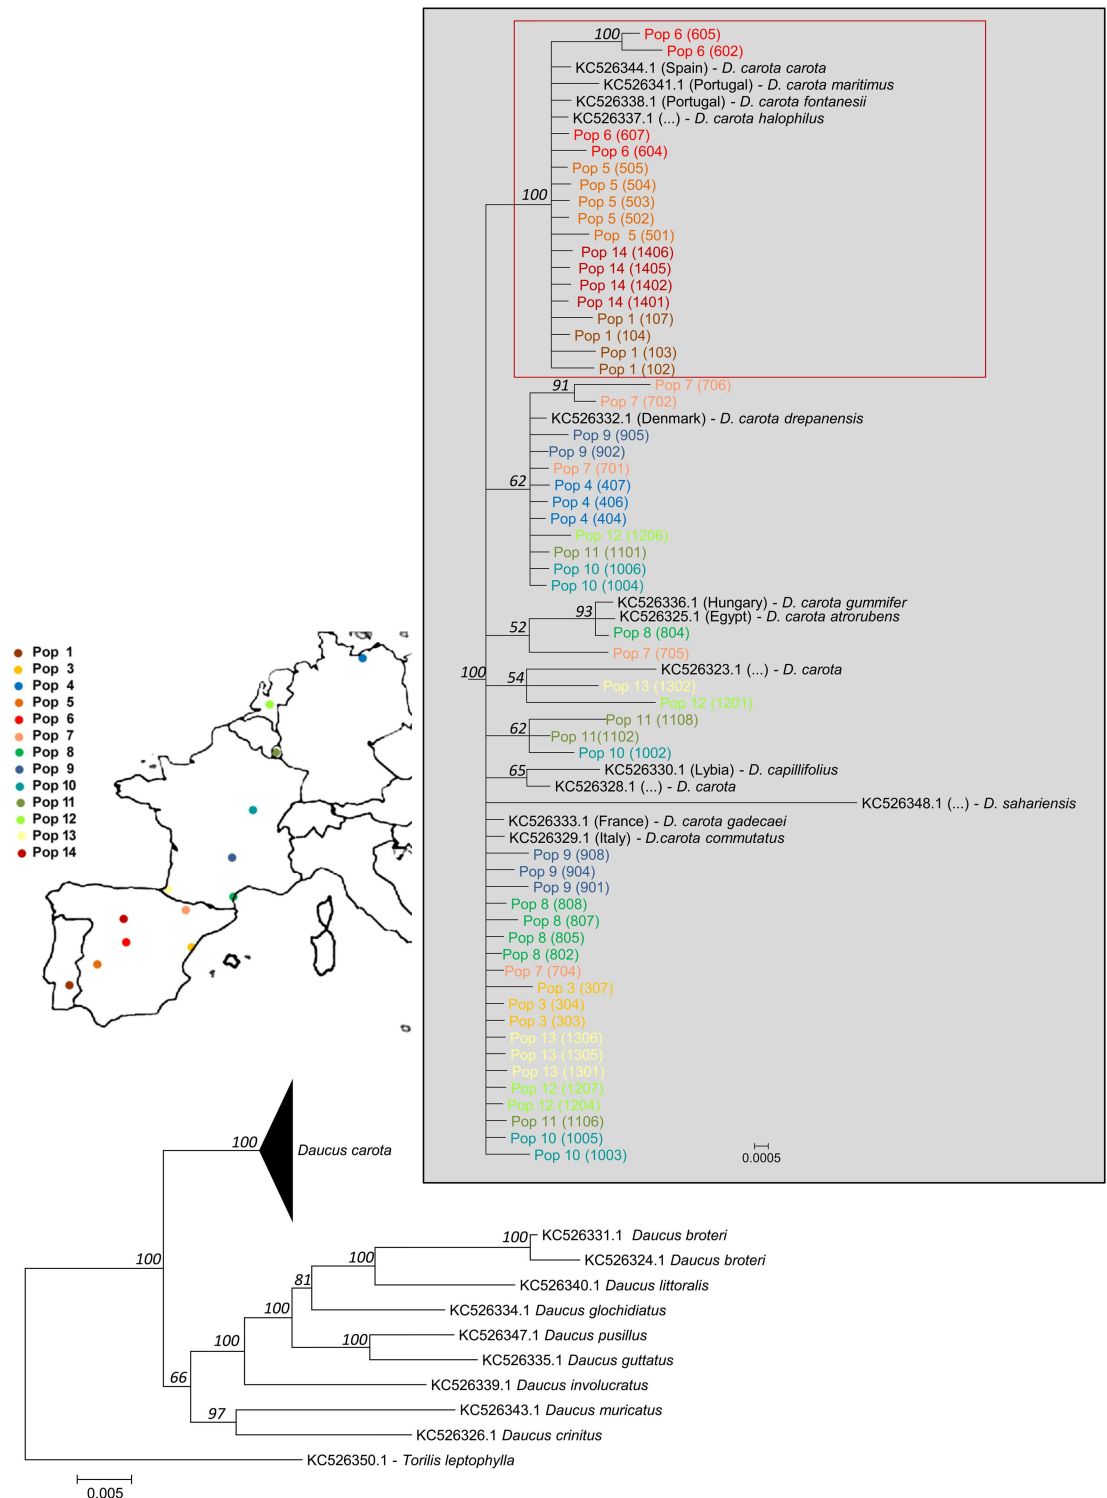 100
Pop 6 (605)
Pop 6 (602)
KC526344.1 (Spain) - D. carota carota
KC526341.1 (Portugal) - D. carota maritimus
KC526338.1 (Portugal) - D. carota fontanesii
KC526337.1 (...) - D. carota halophilus
Pop 6 (607)
Pop 6 (604)
Pop 5 (505)
Pop 5 (504)
100
Pop 5 (503)
Pop 5 (502)
Pop 5 (501)
Pop 14 (1406)
Pop 14 (1405)
Pop 14 (1402)
Pop 14 (1401)
Pop 1 (107)
Pop 1 (104)
Pop 1 (103)
Pop 1 (102)
91
Pop 7 (706)
Pop 7 (702)
KC526332.1 (Denmark) - D. carota drepanensis
Pop 9 (905)
Pop 9 (902)
Pop 7 (701)
62
Pop 4 (407)
Pop 4 (406)
Pop 4 (404)
Pop 12 (1206)
Pop 11 (1101)
Pop 10 (1006)
Pop 10 (1004)
93
KC526336.1 (Hungary) - D. carota gummifer
KC526325.1 (Egypt) - D. carota atrorubens
52
Pop 8 (804)
Pop 7 (705)
100
54
KC526323.1 (...) - D. carota
Pop 13 (1302)
Pop 12 (1201)
62
Pop 11 (1108)
Pop 11(1102)
Pop 10 (1002)
65
KC526330.1 (Lybia) - D. capillifolius
KC526328.1 (...) - D. carota
KC526348.1 (...) - D. sahariensis
KC526333.1 (France) - D. carota gadecaei
KC526329.1 (Italy) - D.carota commutatus
Pop 9 (908)
Pop 9 (904)
Pop 9 (901)
Pop 8 (808)
Pop 8 (807)
Pop 8 (805)
Pop 8 (802)
Pop 7 (704)
Pop 3 (307)
Pop 3 (304)
Pop 3 (303)
Pop 13 (1306)
Pop 13 (1305)
Pop 13 (1301)
Pop 12 (1207)
Pop 12 (1204)
Pop 11 (1106)
Pop 10 (1005)
Pop 10 (1003)
0.0005
Pop 1
Pop 3
Pop 4
Pop 5
Pop 6
Pop 7
Pop 8
Pop 9
Pop 10
Pop 11
Pop 12
Pop 13
Pop 14
100
Daucus carota
100
100
KC526331.1 Daucus broteri
100
KC526324.1 Daucus broteri
81
KC526340.1 Daucus littoralis
100
KC526334.1 Daucus glochidiatus
100
100
KC526347.1 Daucus pusillus
KC526335.1 Daucus guttatus
66
KC526339.1 Daucus involucratus
97
KC526343.1 Daucus muricatus
KC526326.1 Daucus crinitus
KC526350.1 - Torilis leptophylla
0.005